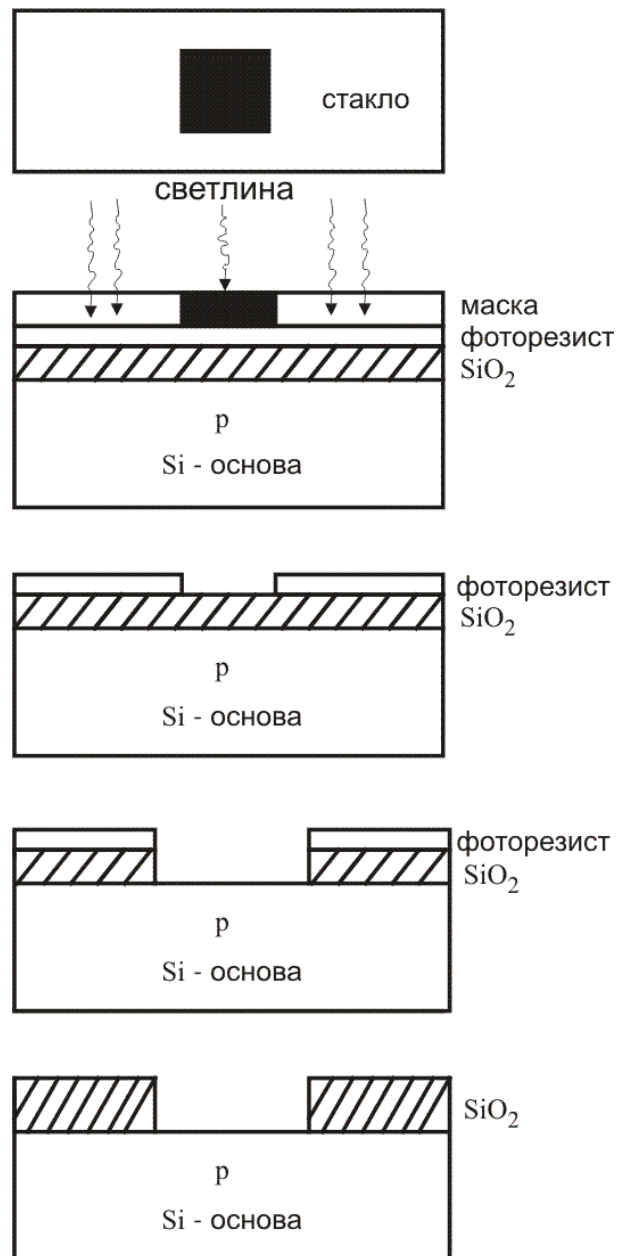 стакло
светлина
маска
фоторезист
SiO2
p
Si - основа
фоторезист
SiO2
p
Si - основа
фоторезист
SiO2
p
Si - основа
SiO2
p
Si - основа